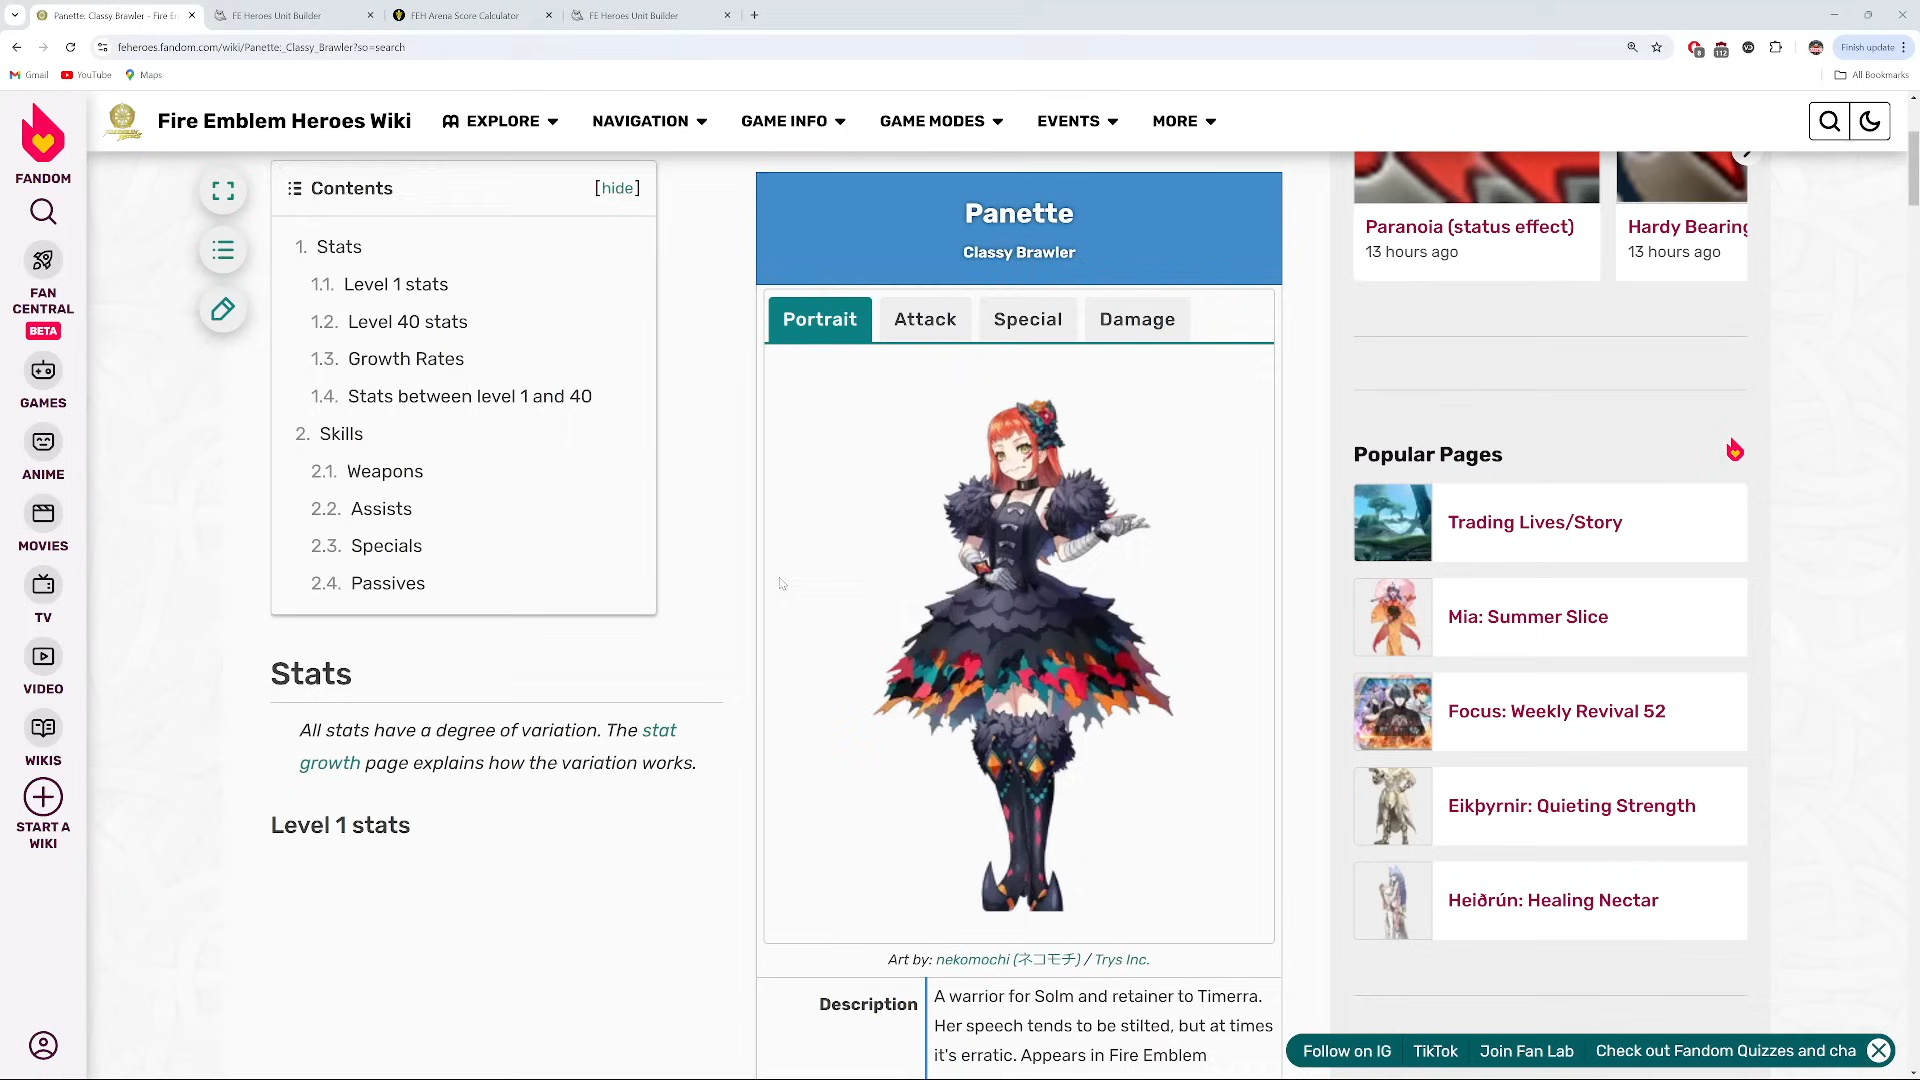 Panette: Classy Brawler - Fire En
FE Heroes Unit Builder
FEH Arena Score Calculator
FE Heroes Unit Builder
feheroes.fandom.com/wiki/Panette:_Classy_Brawler?so=search
8
112
Finish update
Gmail
YouTube
Maps
All Bookmarks
FANDOM
FAN
CENTRAL
BETA
GAMES
ANIME
MOVIES
TV
VIDEO
WIKIS
START A
WIKI
Fire Emblem Heroes Wiki
EXPLORE
NAVIGATION
GAME INFO
GAME MODES
EVENTS
MORE
Contents
[hide]
1. Stats
1.1. Level 1 stats
1.2. Level 40 stats
1.3. Growth Rates
1.4. Stats between level 1 and 40
2. Skills
2.1. Weapons
2.2. Assists
2.3. Specials
2.4. Passives
Stats
All stats have a degree of variation. The stat
growth page explains how the variation works.
Level 1 stats
Panette
Classy Brawler
Portrait
Attack
Special
Damage
Art by: nekomochi (ネコモチ) / Trys Inc.
Description
A warrior for Solm and retainer to Timerra.
Her speech tends to be stilted, but at times
it's erratic. Appears in Fire Emblem
Paranoia (status effect)
13 hours ago
Hardy Bearing
13 hours ago
Popular Pages
Trading Lives/Story
Mia: Summer Slice
Focus: Weekly Revival 52
Eikþyrnir: Quieting Strength
Heiðrún: Healing Nectar
Follow on IG
TikTok
Join Fan Lab
Check out Fandom Quizzes and cha